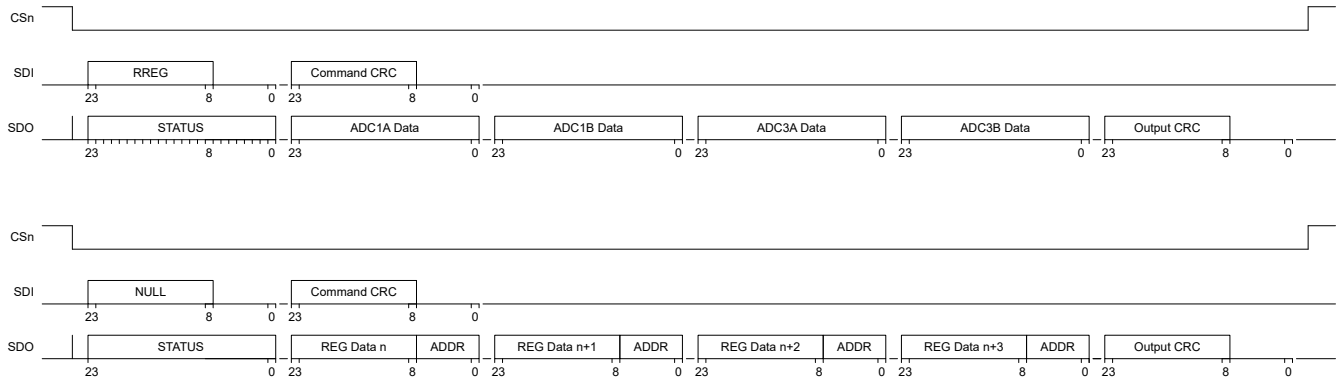 CSn
SDI RREG Command CRC
23 8 0 23 8 0
SDO STATUS ADC1A Data ADC1B Data ADC3A Data ADC3B Data Output CRC
23 8 0 23 0 23 0 23 0 23 0 23 8 0
CSn
SDI NULL Command CRC
23 8 0 23 8 0
SDO STATUS REG Data n ADDR REG Data n+1 ADDR REG Data n+2 ADDR REG Data n+3 ADDR Output CRC
23 0 23 8 0 23 8 0 23 8 0 23 8 0 23 8 0